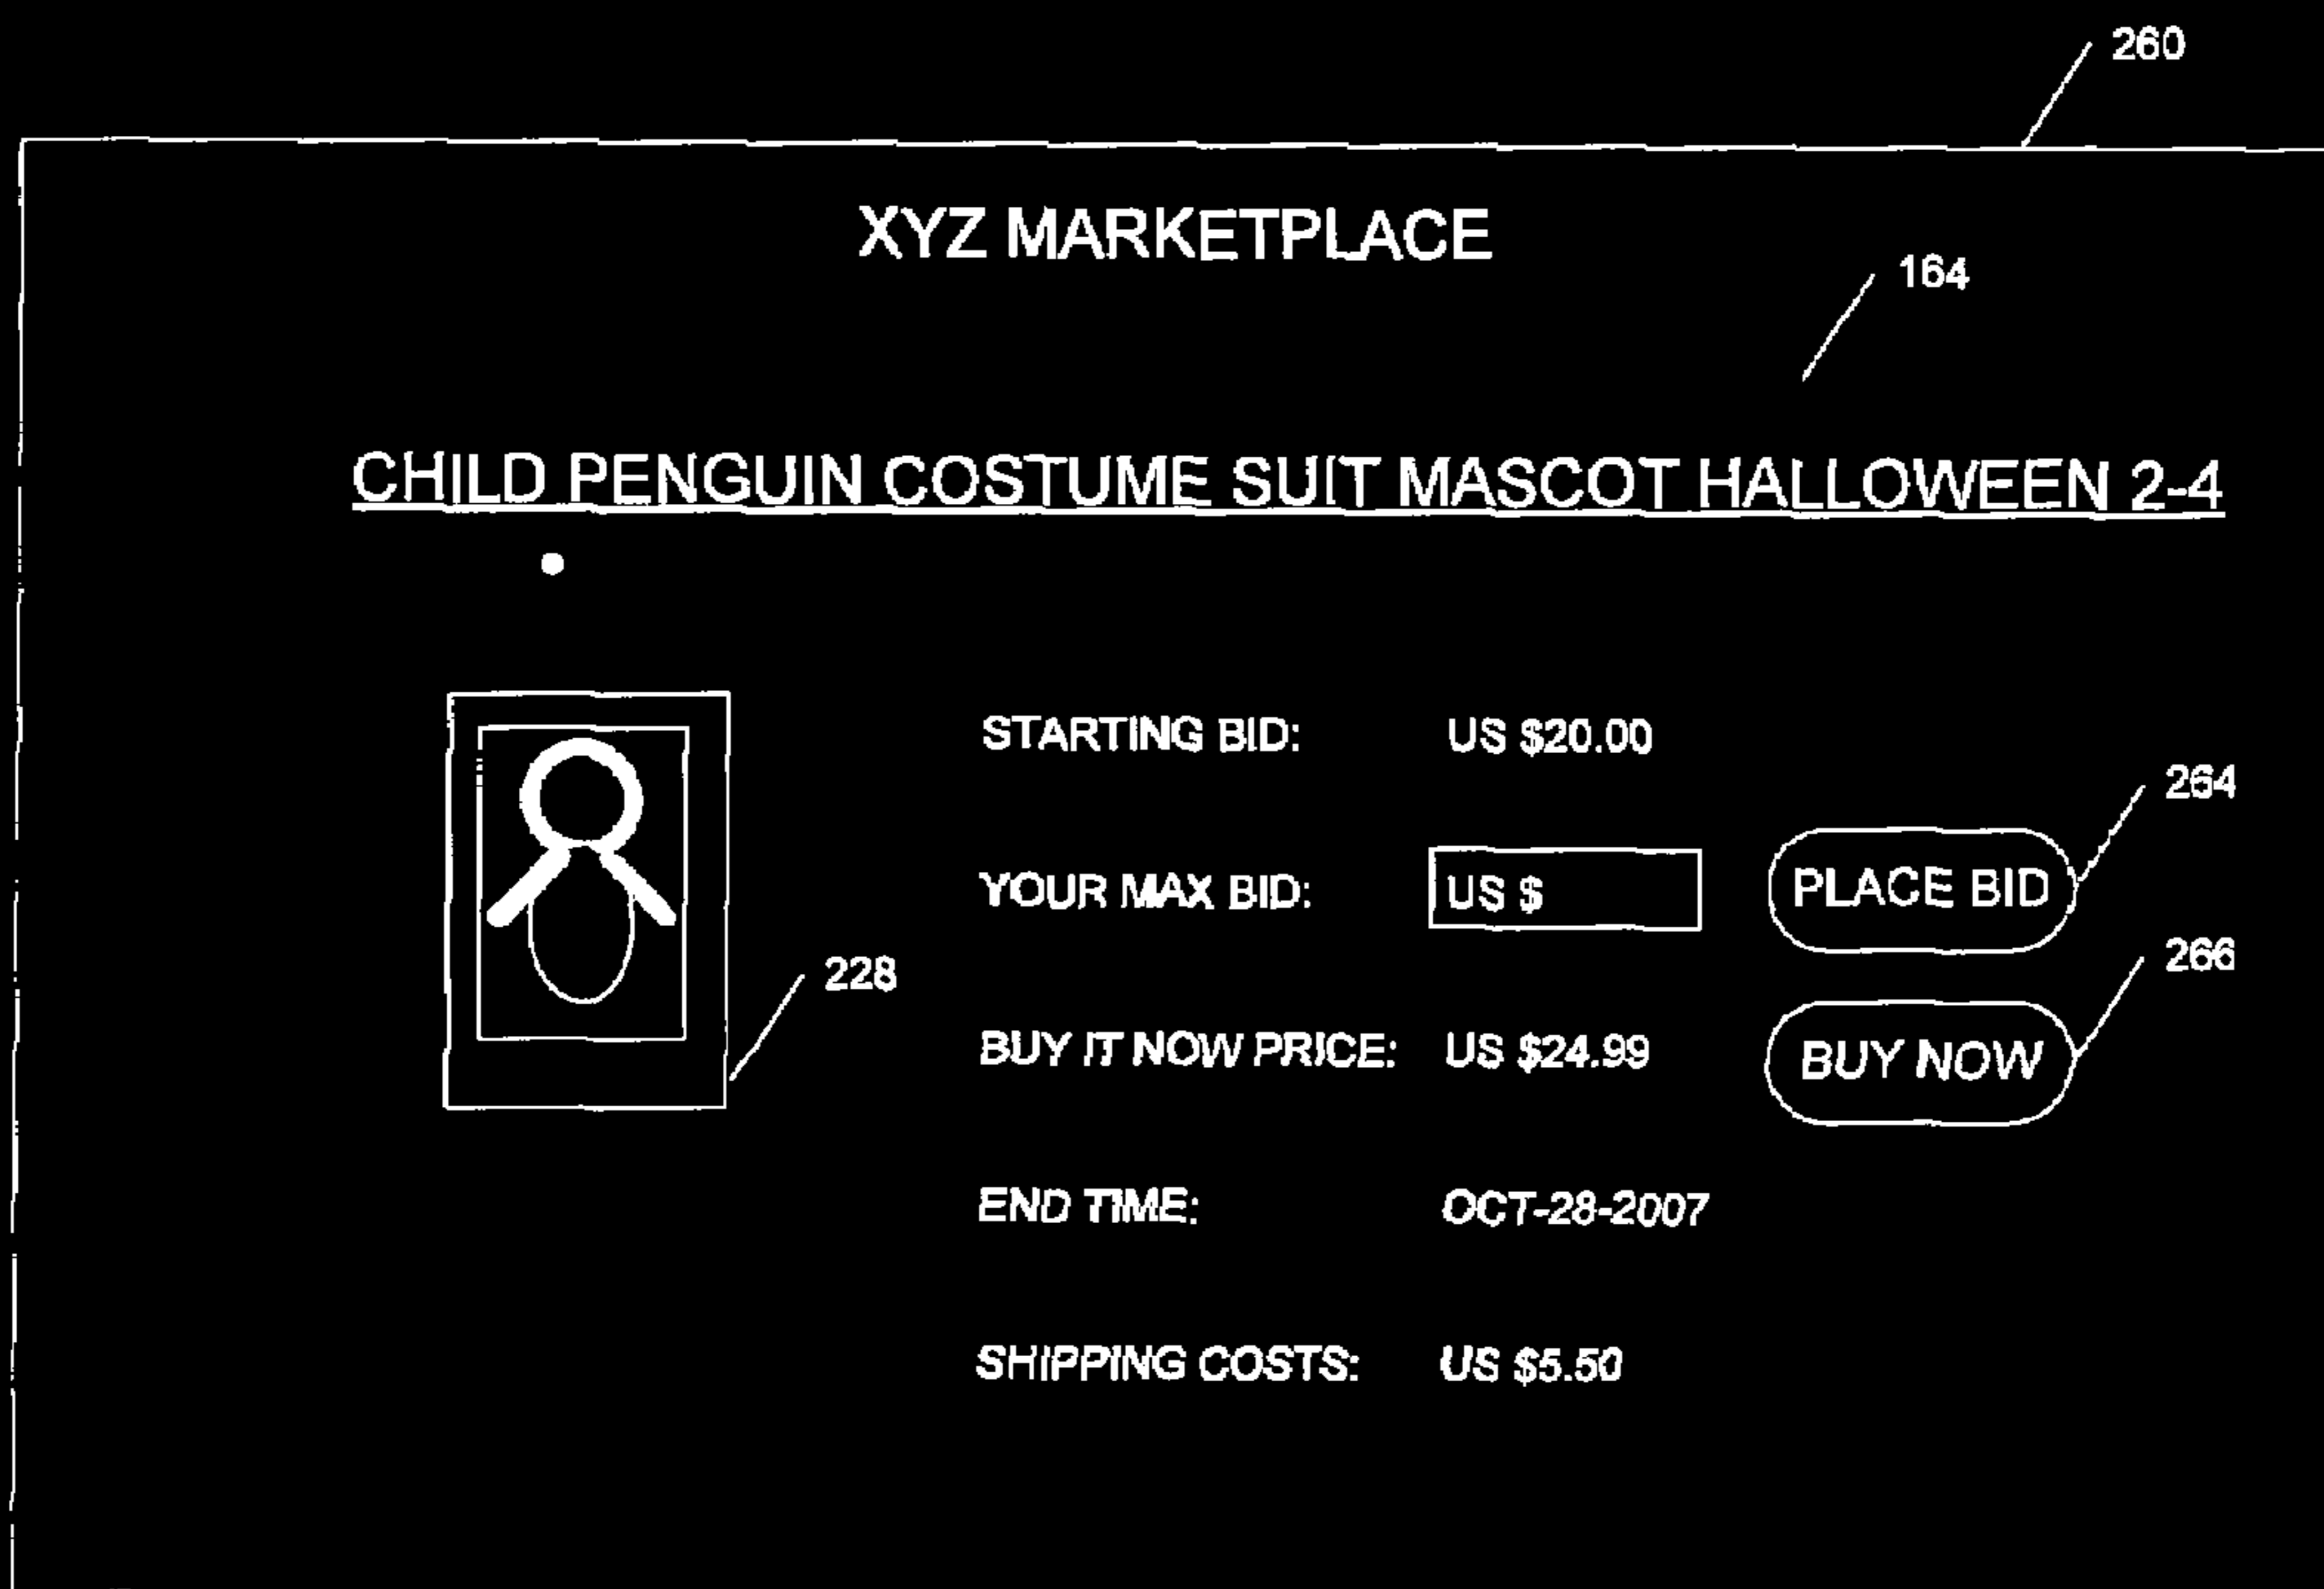 260
XYZ MARKETPLACE
164
CHILD PENGUIN COSTUME SUIT MASCOT HALLOWEEN 2-4
STARTING BID: US $20.00
264
YOUR MAX BID: US $ PLACE BID
266
228
BUY IT NOW PRICE: US $24.99 BUY NOW
END TIME: OCT-28-2007
SHIPPING COSTS: US $5.50